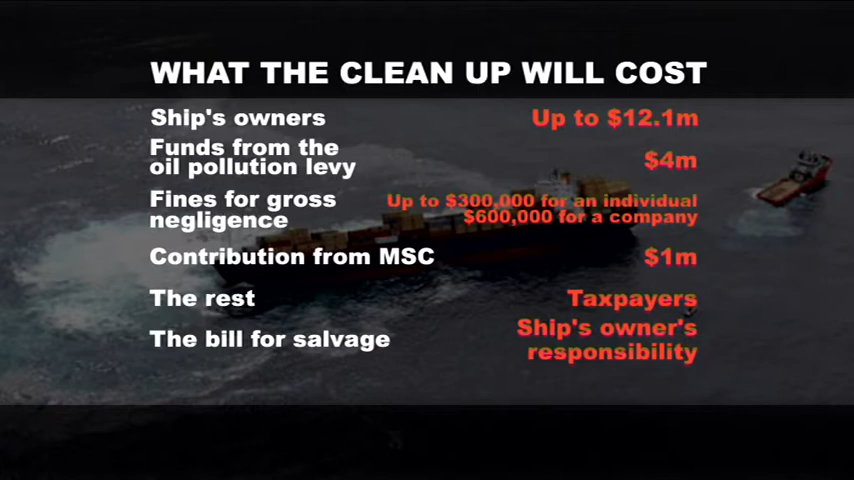 WHAT THE CLEAN UP WILL COST
Ship's owners Up to $12.1m
Funds from the
oil pollution levy $4m
Fines for gross Up to $300,000 for an individual
negligence $600,000 for a company
Contribution from MSC $1m
The rest Taxpayers
The bill for salvage Ship's owner's
responsibility